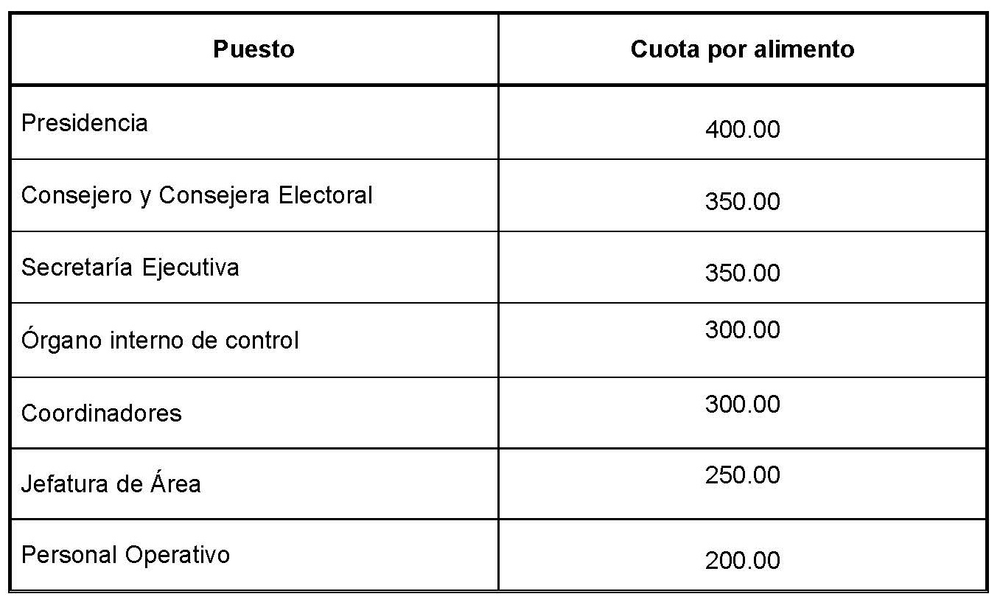 Puesto Cuota por alimento
Presidencia 400.00
Consejero y Consejera Electoral 350.00
Secretaría Ejecutiva 350.00
Órgano interno de control 300.00
Coordinadores 300.00
Jefatura de Área 250.00
Personal Operativo 200.00